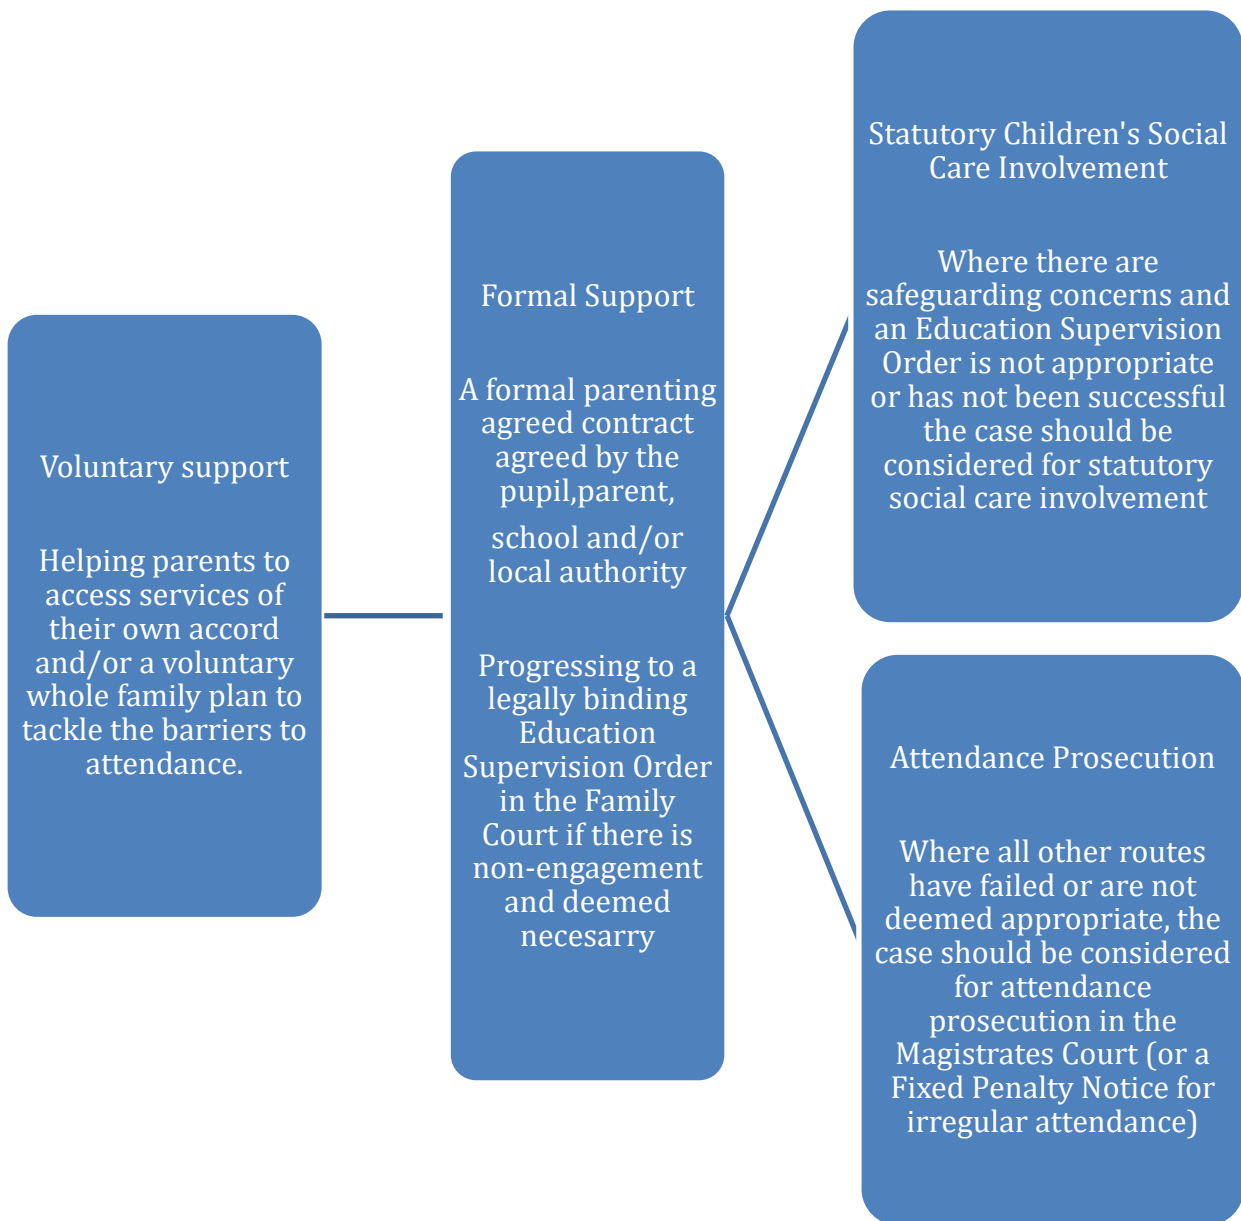 Voluntary support
Helping parents to
access services of
their own accord
and/or a voluntary
whole family plan to
tackle the barriers to
attendance.
Formal Support
A formal parenting
agreed contract
agreed by the
pupil,parent,
school and/or
local authority
Progressing to a
legally binding
Education
Supervision Order
in the Family
Court if there is
non-engagement
and deemed
necesarry
Statutory Children's Social
Care Involvement
Where there are
safeguarding concerns and
an Education Supervision
Order is not appropriate
or has not been successful
the case should be
considered for statutory
social care involvement
Attendance Prosecution
Where all other routes
have failed or are not
deemed appropriate, the
case should be considered
for attendance
prosecution in the
Magistrates Court (or a
Fixed Penalty Notice for
irregular attendance)